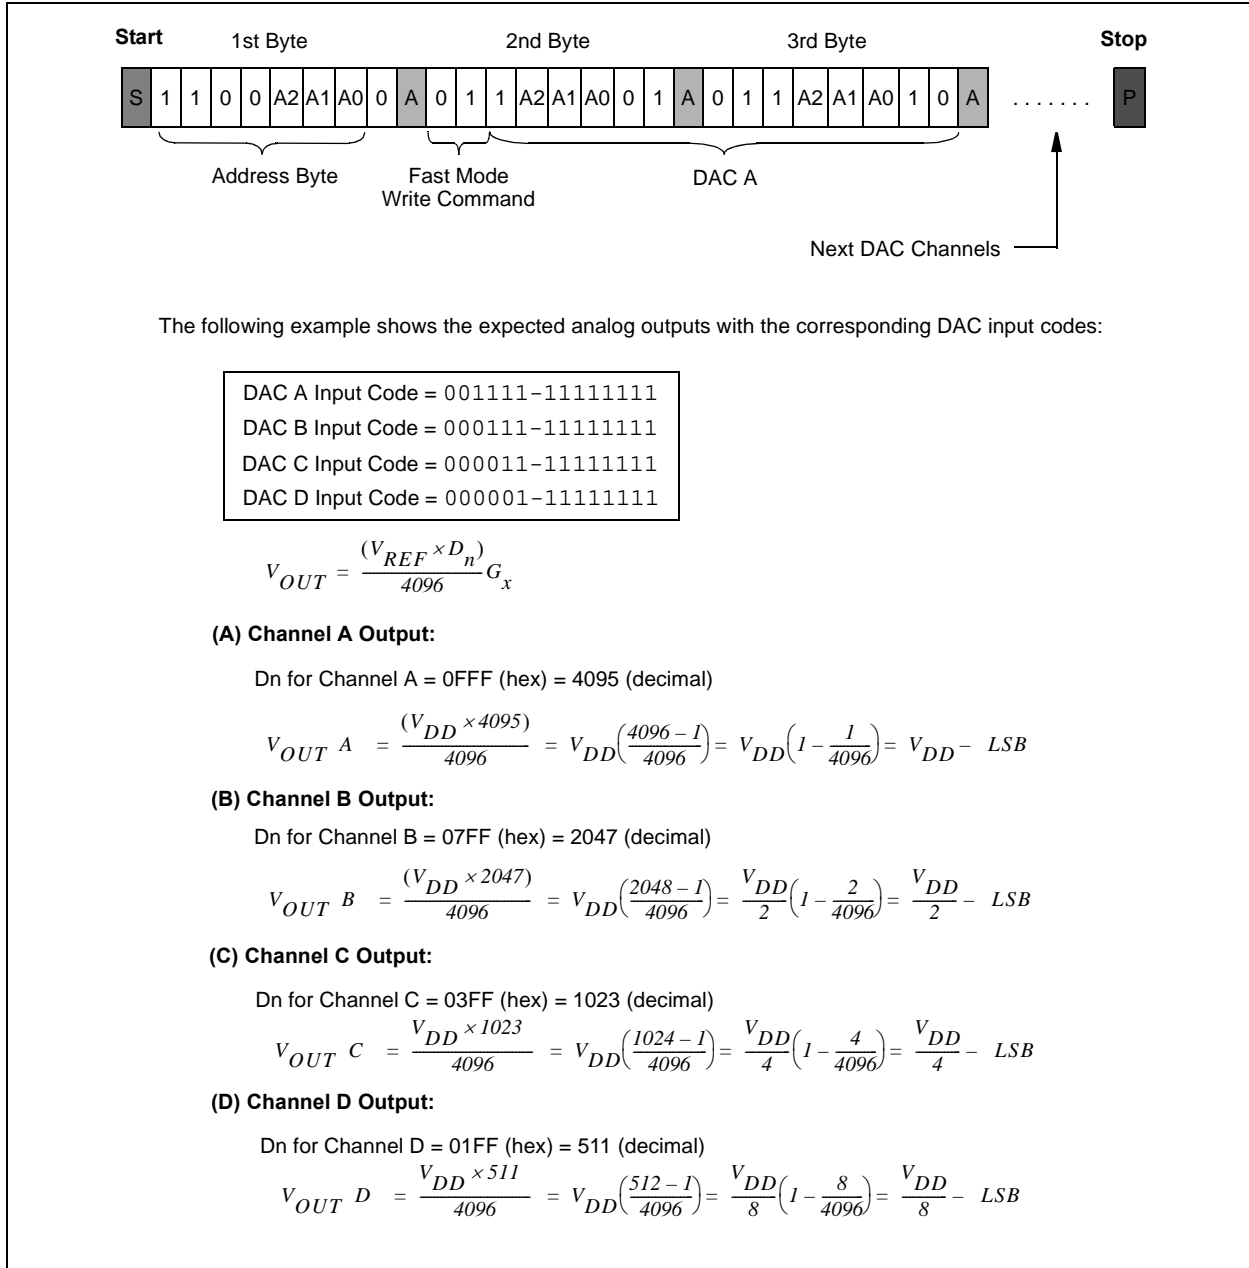 Start 1st Byte 2nd Byte 3rd Byte Stop
S 1 1 0 0 A2 A1 A0 0 A 0 1 1 A2 A1 A0 0 1 A 0 1 1 A2 A1 A0 1 0 A . . . . . . . P
Address Byte Fast Mode DAC A
Write Command
Next DAC Channels
The following example shows the expected analog outputs with the corresponding DAC input codes:
DAC A Input Code = 001111-11111111
DAC B Input Code = 000111-11111111
DAC C Input Code = 000011-11111111
DAC D Input Code = 000001-11111111
V_OUT = (V_REF × D_n) / 4096 G_x
(A) Channel A Output:
Dn for Channel A = 0FFF (hex) = 4095 (decimal)
V_OUT A = (V_DD × 4095) / 4096 = V_DD((4096 – 1) / 4096) = V_DD(1 – 1 / 4096) = V_DD – LSB
(B) Channel B Output:
Dn for Channel B = 07FF (hex) = 2047 (decimal)
V_OUT B = (V_DD × 2047) / 4096 = V_DD((2048 – 1) / 4096) = V_DD / 2 (1 – 2 / 4096) = V_DD / 2 – LSB
(C) Channel C Output:
Dn for Channel C = 03FF (hex) = 1023 (decimal)
V_OUT C = V_DD × 1023 / 4096 = V_DD((1024 – 1) / 4096) = V_DD / 4 (1 – 4 / 4096) = V_DD / 4 – LSB
(D) Channel D Output:
Dn for Channel D = 01FF (hex) = 511 (decimal)
V_OUT D = V_DD × 511 / 4096 = V_DD((512 – 1) / 4096) = V_DD / 8 (1 – 8 / 4096) = V_DD / 8 – LSB